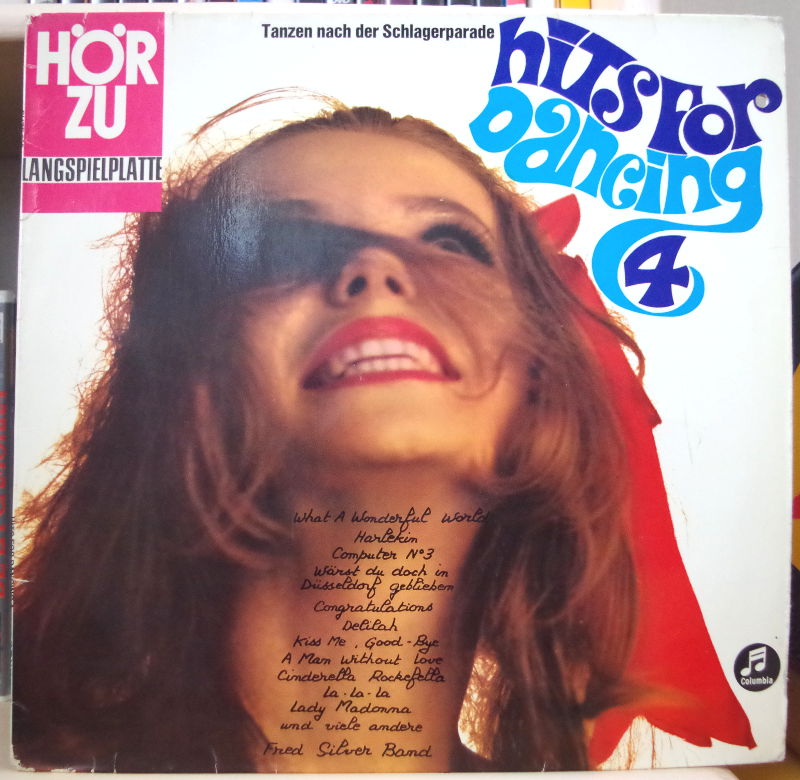 Tanzen nach der Schlagerparade
HÖR
ZU
LANGSPIELPLATTE
hiTS FOR
Dancing
4
What A Wonderful World
Harlekin
Computer N°3
Wärst du doch in
Düsseldorf geblieben
Congratulations
Delilah
Kiss Me, Good-Bye
A Man Without Love
Cinderella Rockefella
La-La-la
Lady Madonna
und viele andere
Fred Silver Band
Columbia